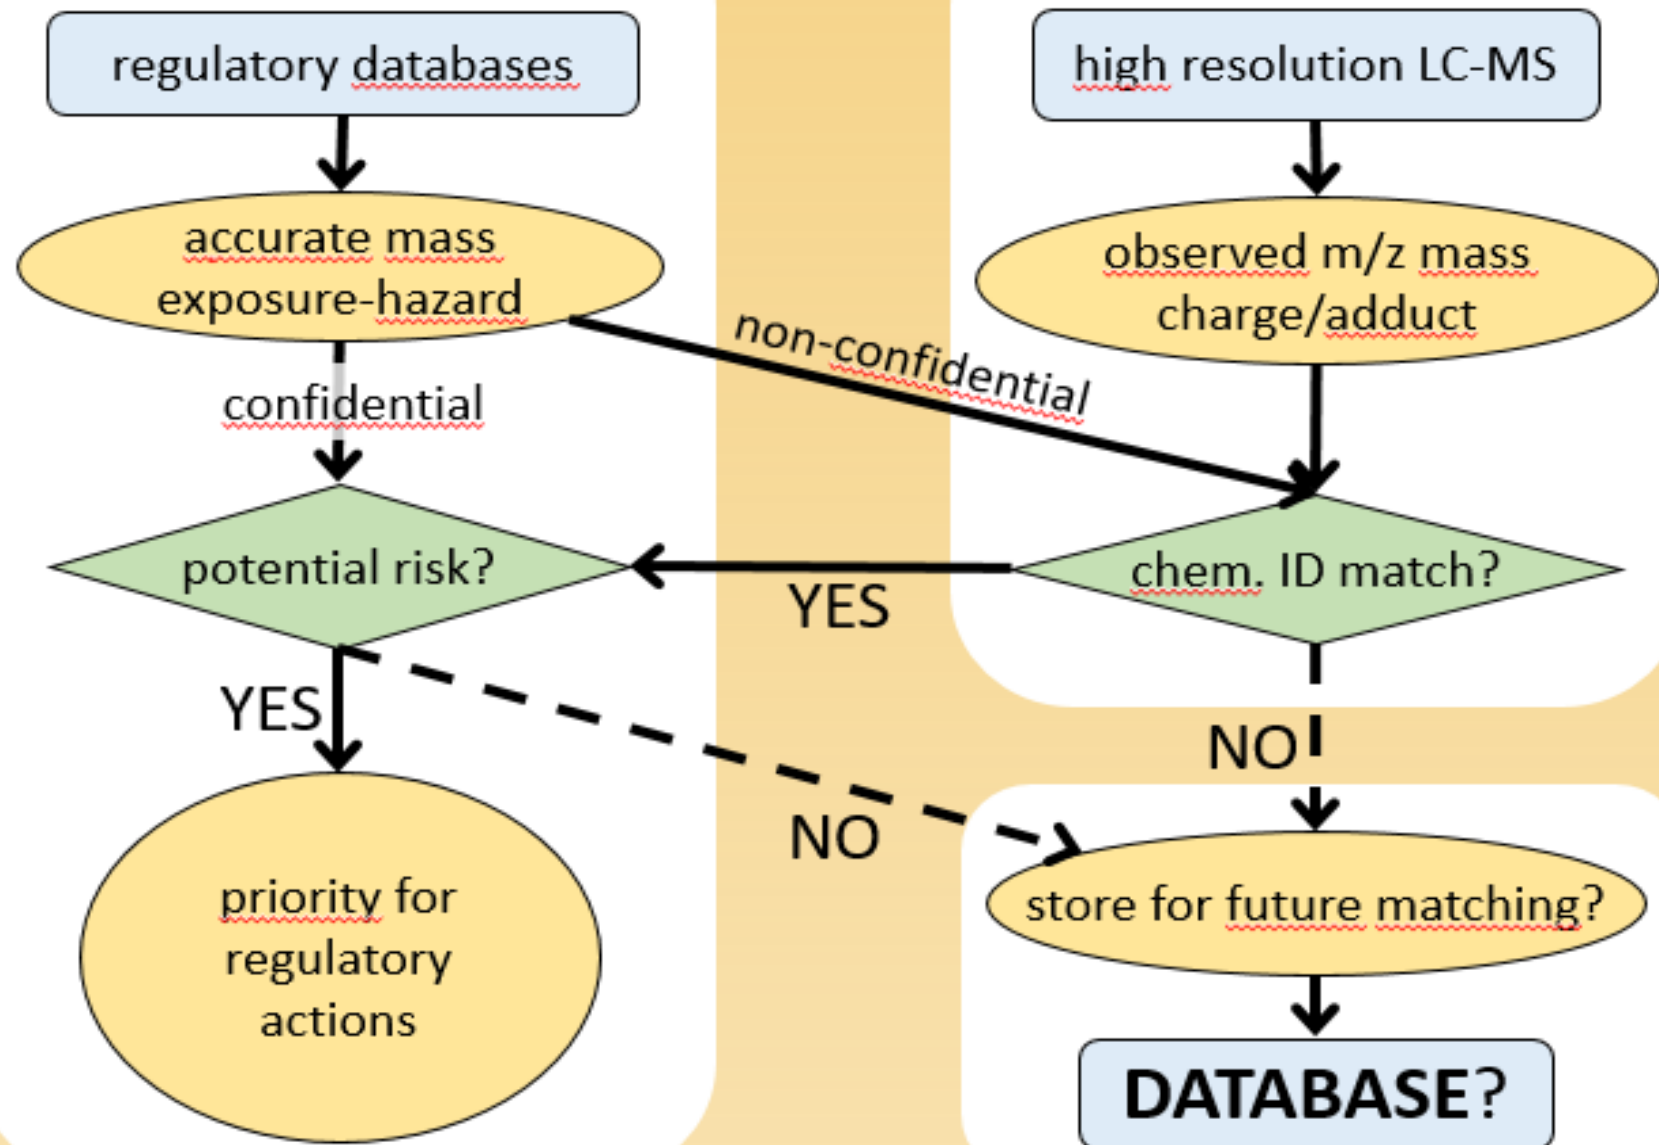 regulatory databases
high resolution LC-MS
accurate mass
exposure-hazard
observed m/z mass
charge/adduct
non-confidential
confidential
potential risk?
chem. ID match?
YES
YES
NO
NO
priority for
regulatory
actions
store for future matching?
DATABASE?